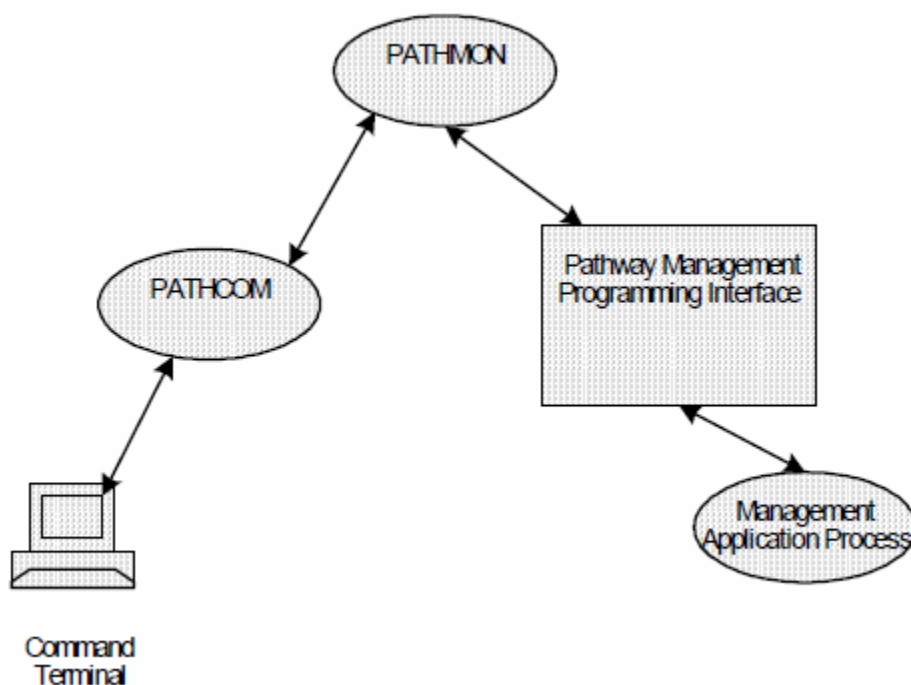 PATHMON
PATHCOM
Pathway Management
Programming Interface
Management
Application Process
Command
Terminal